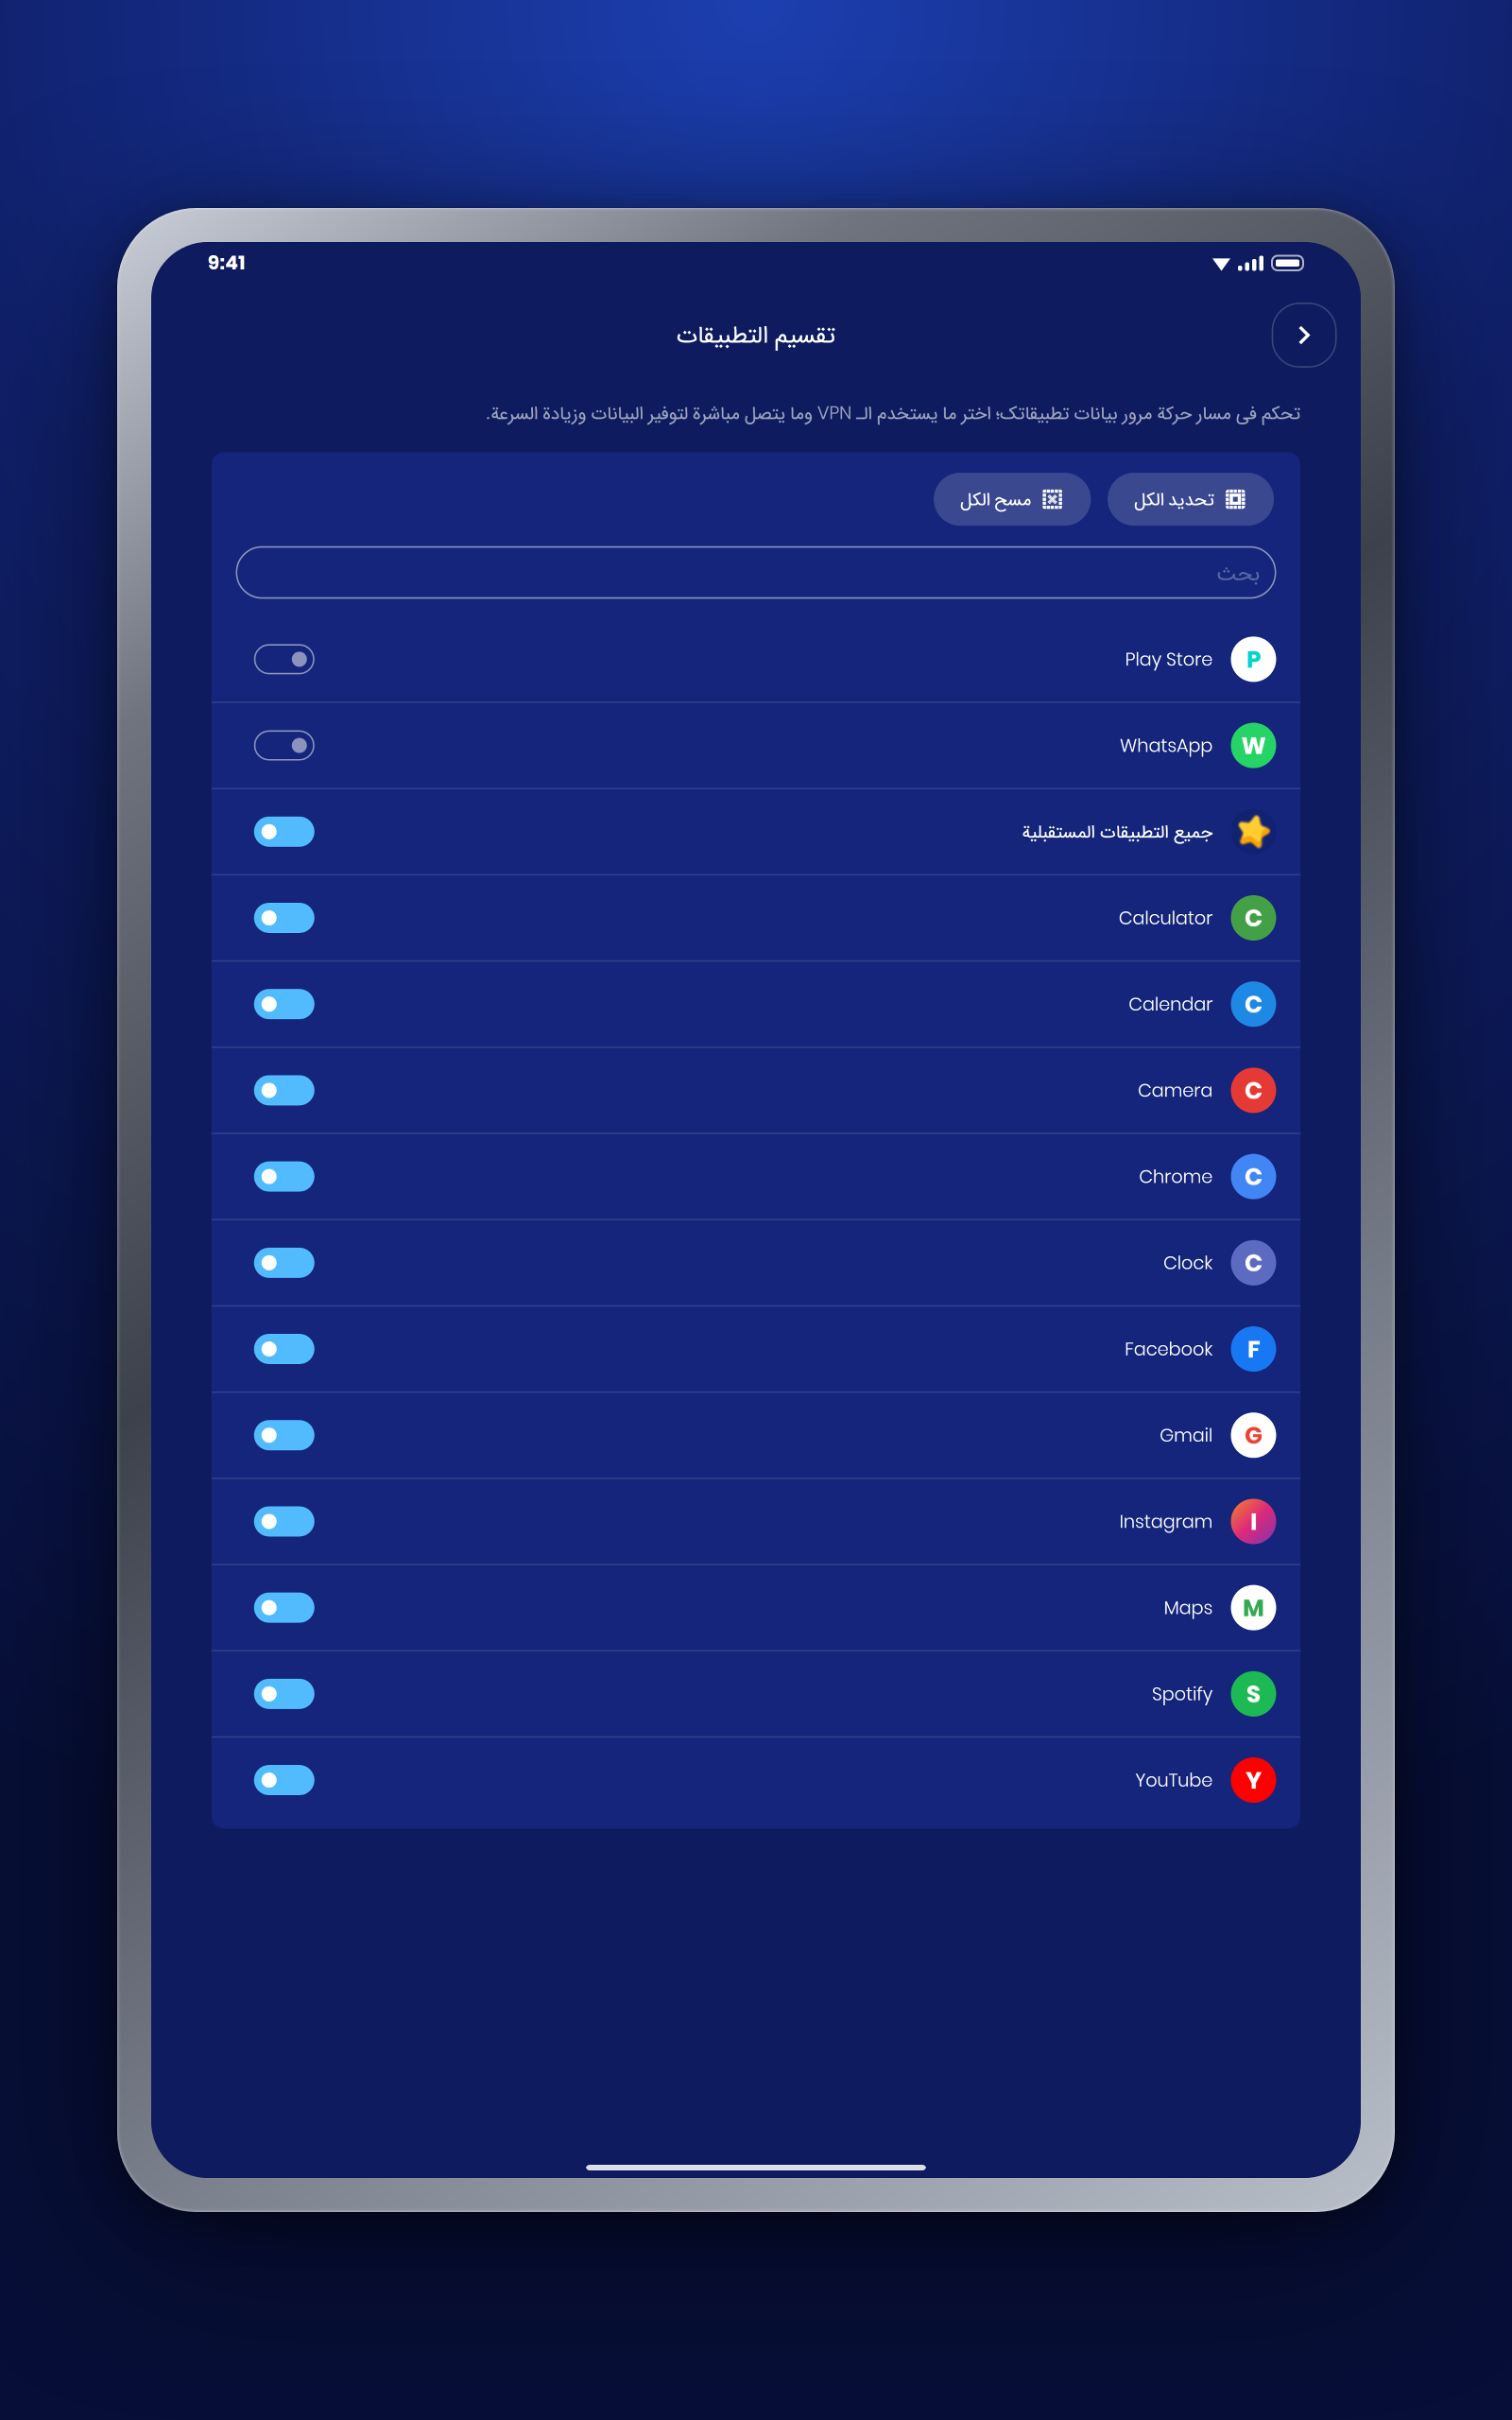 9:41
تقسيم التطبيقات
تحكم في مسار حركة مرور بيانات تطبيقاتك؛ اختر ما يستخدم الـ VPN وما يتصل مباشرة لتوفير البيانات وزيادة السرعة.
تحديد الكل
مسح الكل
بحث
P Play Store
W WhatsApp
جميع التطبيقات المستقبلية
C Calculator
C Calendar
C Camera
C Chrome
C Clock
F Facebook
G Gmail
I Instagram
M Maps
S Spotify
Y YouTube